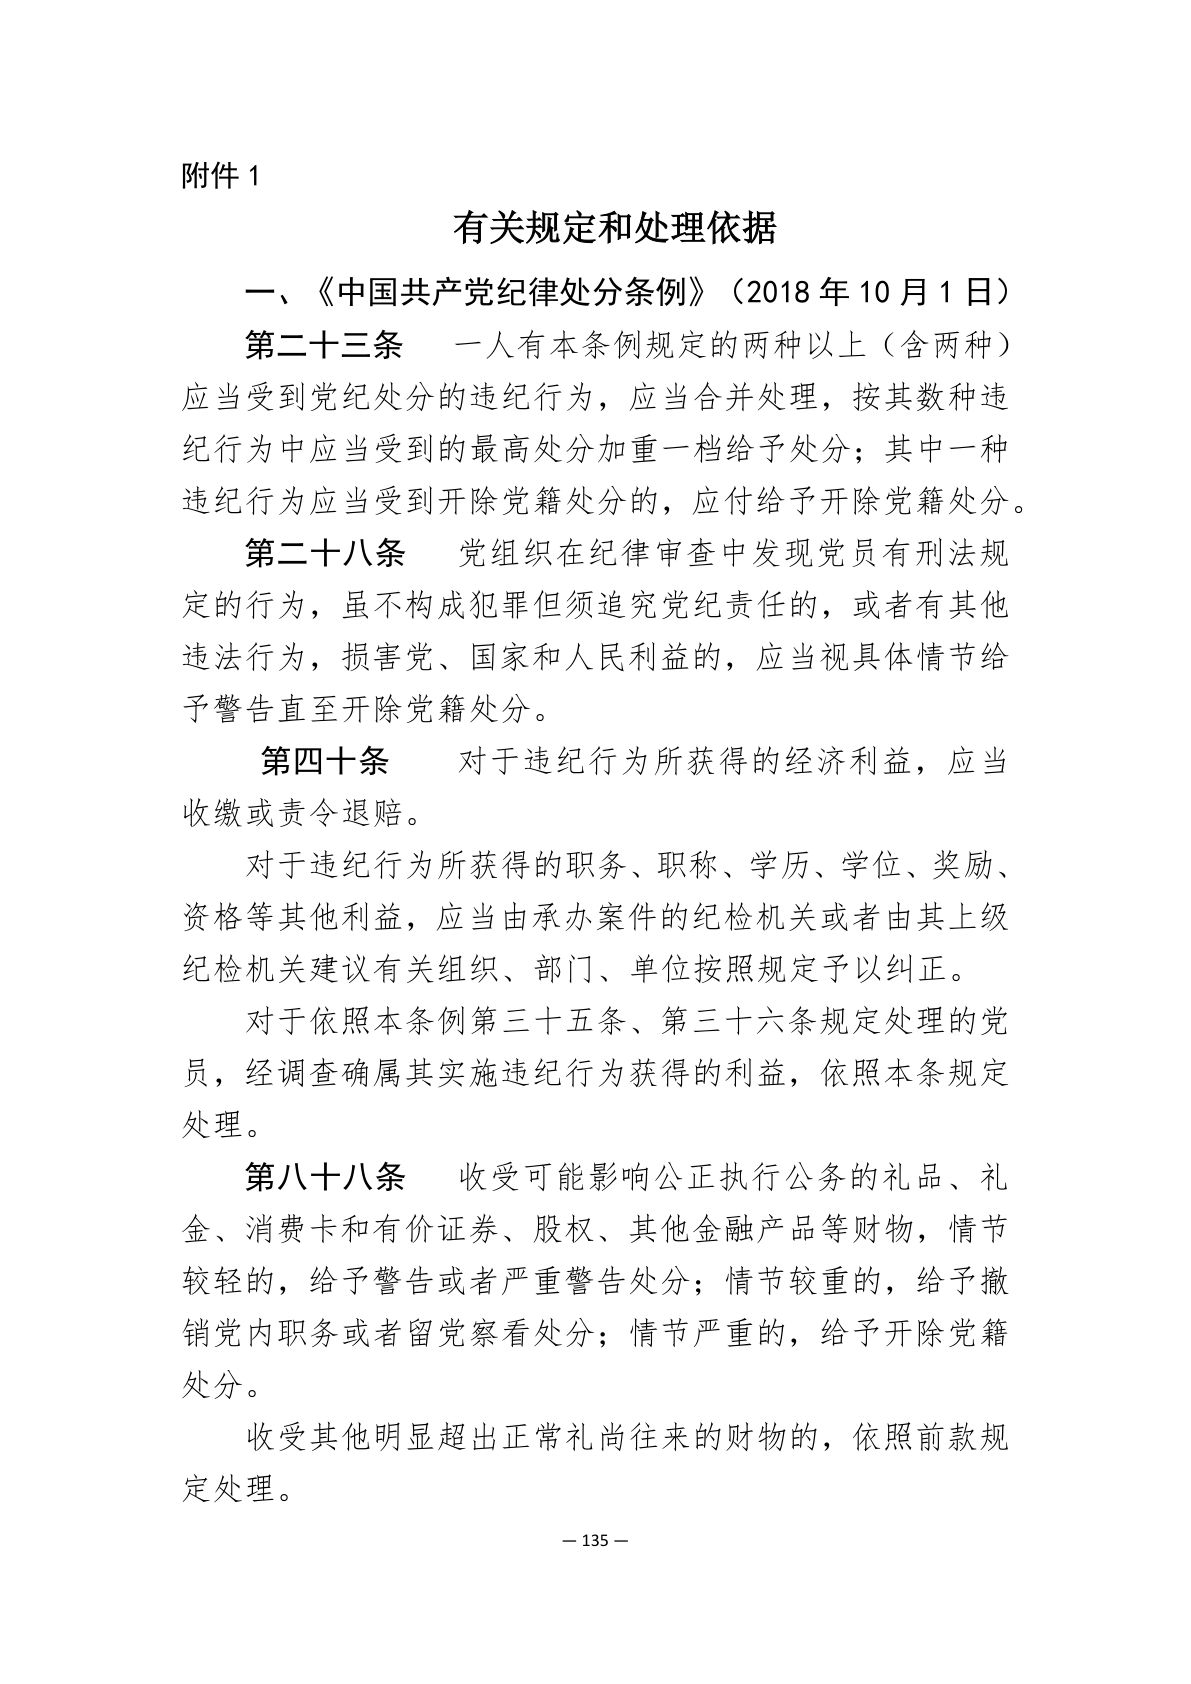 附件 1
有关规定和处理依据
一、《中国共产党纪律处分条例》（2018 年 10 月 1 日）
第二十三条 一人有本条例规定的两种以上（含两种）
应当受到党纪处分的违纪行为，应当合并处理，按其数种违
纪行为中应当受到的最高处分加重一档给予处分；其中一种
违纪行为应当受到开除党籍处分的，应付给予开除党籍处分。
第二十八条 党组织在纪律审查中发现党员有刑法规
定的行为，虽不构成犯罪但须追究党纪责任的，或者有其他
违法行为，损害党、国家和人民利益的，应当视具体情节给
予警告直至开除党籍处分。
第四十条 对于违纪行为所获得的经济利益，应当
收缴或责令退赔。
对于违纪行为所获得的职务、职称、学历、学位、奖励、
资格等其他利益，应当由承办案件的纪检机关或者由其上级
纪检机关建议有关组织、部门、单位按照规定予以纠正。
对于依照本条例第三十五条、第三十六条规定处理的党
员，经调查确属其实施违纪行为获得的利益，依照本条规定
处理。
第八十八条 收受可能影响公正执行公务的礼品、礼
金、消费卡和有价证券、股权、其他金融产品等财物，情节
较轻的，给予警告或者严重警告处分；情节较重的，给予撤
销党内职务或者留党察看处分；情节严重的，给予开除党籍
处分。
收受其他明显超出正常礼尚往来的财物的，依照前款规
定处理。
— 135 —